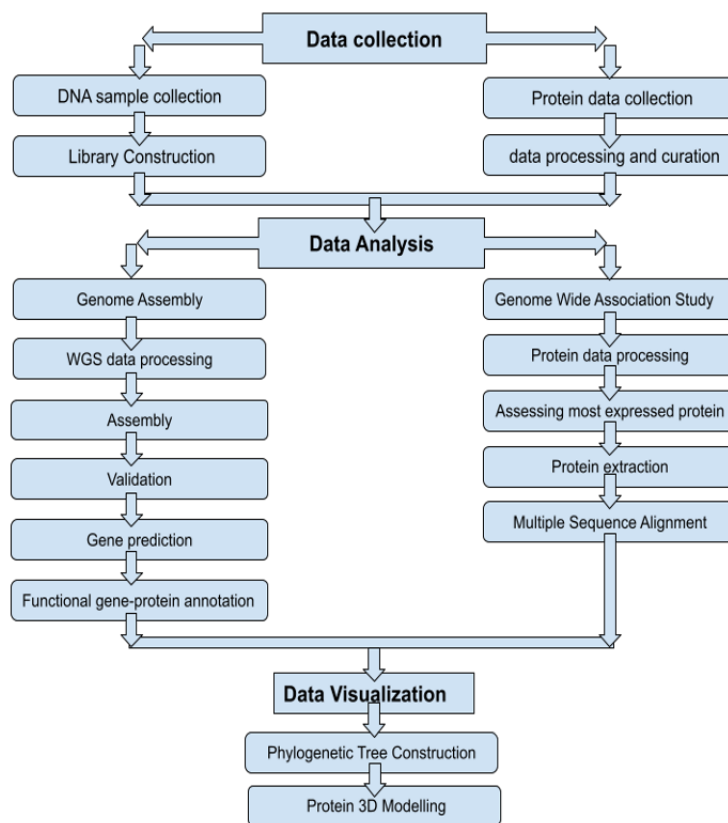 Data collection
DNA sample collection
Protein data collection
Library Construction
data processing and curation
Data Analysis
Genome Assembly
Genome Wide Association Study
WGS data processing
Protein data processing
Assembly
Assessing most expressed protein
Validation
Protein extraction
Gene prediction
Multiple Sequence Alignment
Functional gene-protein annotation
Data Visualization
Phylogenetic Tree Construction
Protein 3D Modelling